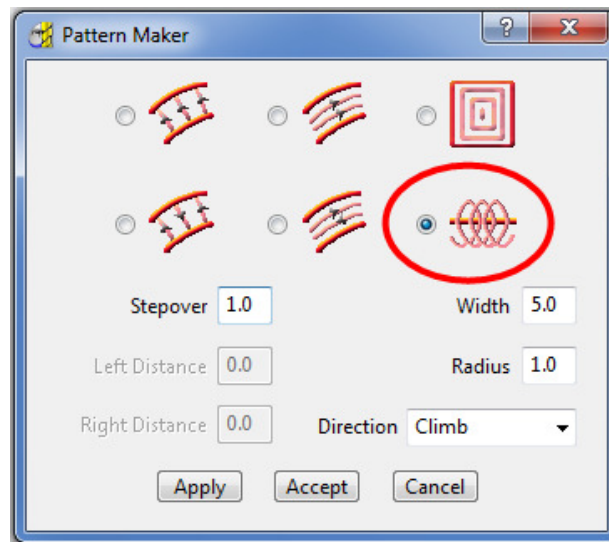 Pattern Maker
?
Stepover 1.0 Width 5.0
Left Distance 0.0 Radius 1.0
Right Distance 0.0 Direction Climb
Apply Accept Cancel